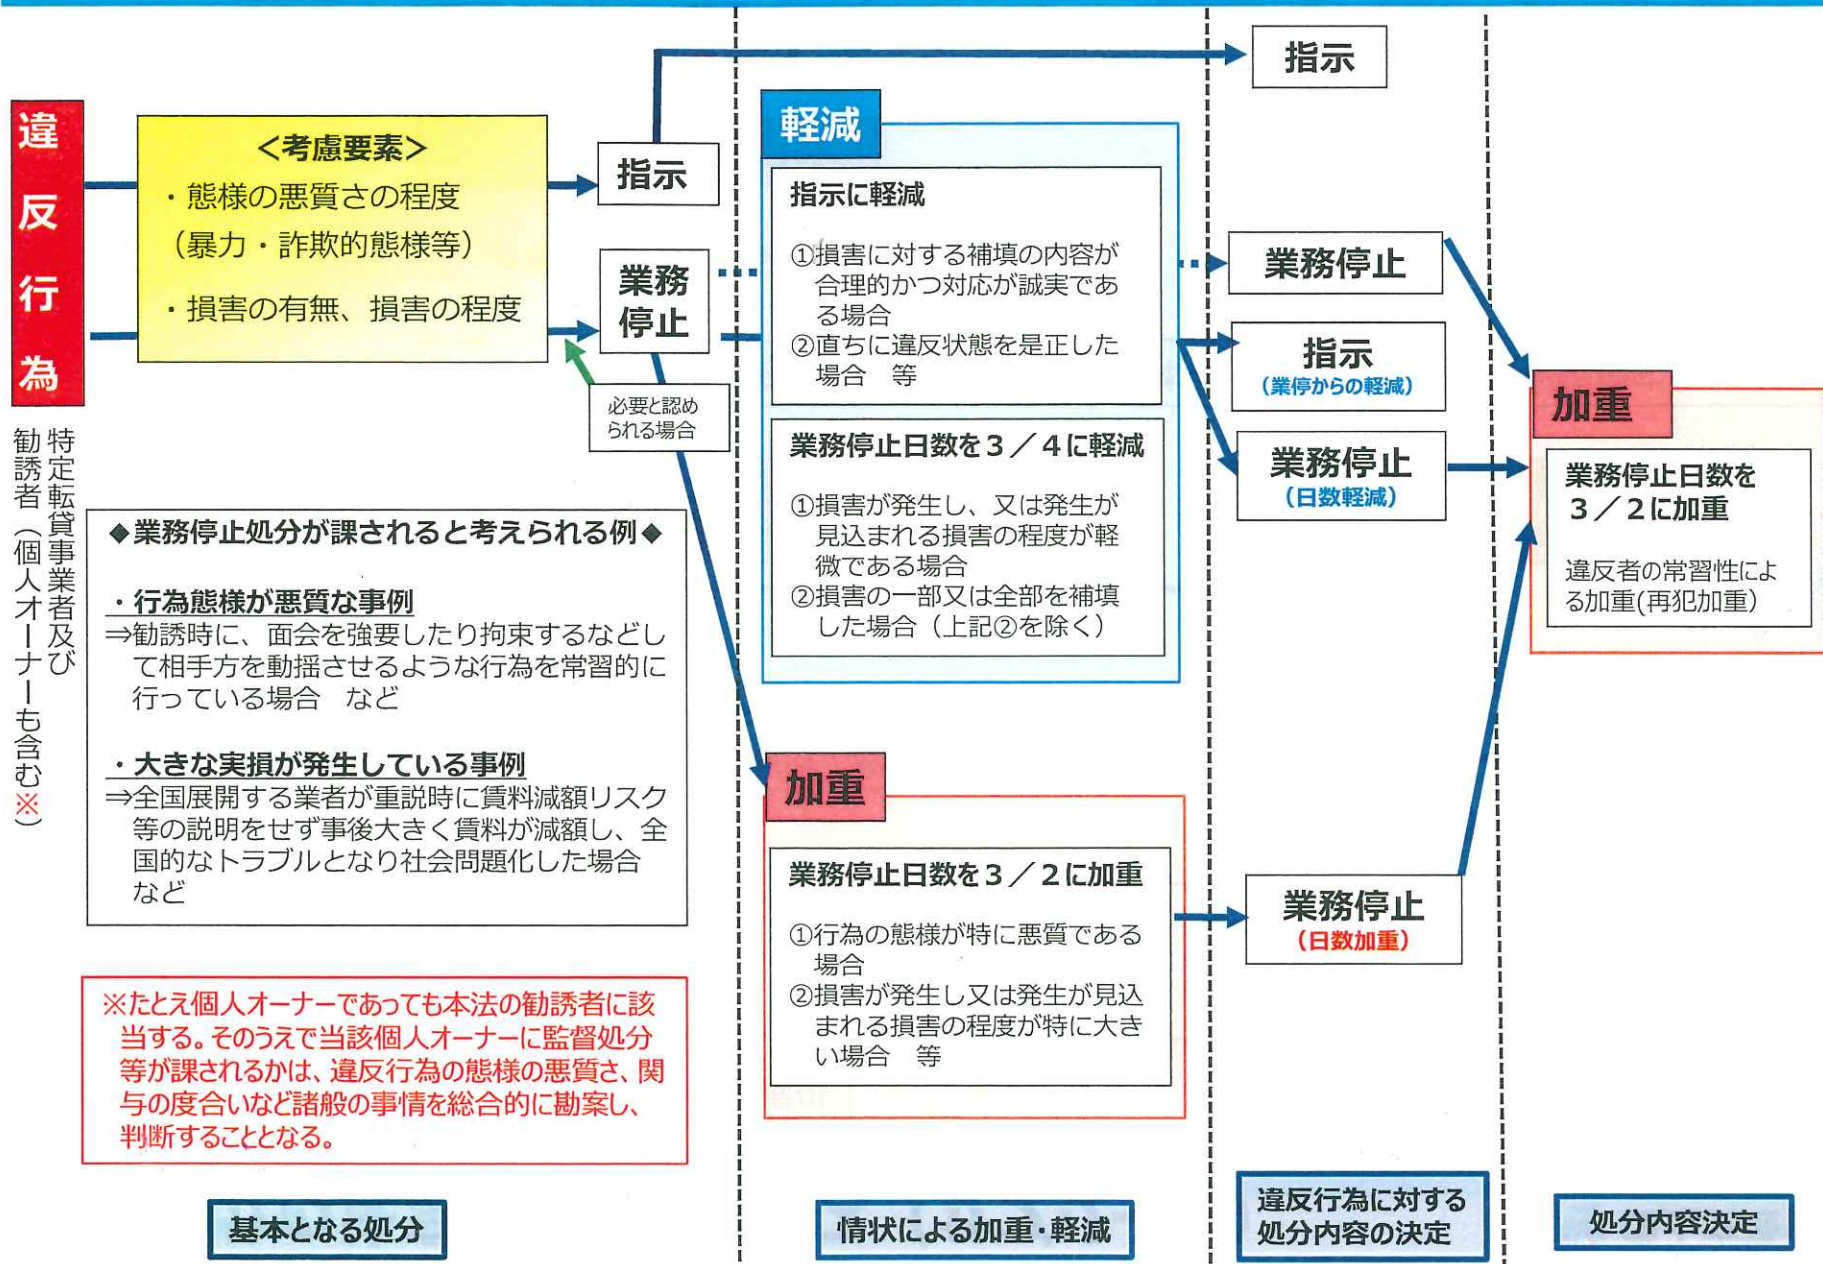 違反行為
特定転貸事業者及び
勧誘者（個人オーナーも含む※）
＜考慮要素＞
・態様の悪質さの程度
（暴力・詐欺的態様等）
・損害の有無、損害の程度
指示
業務
停止
必要と認め
られる場合
◆業務停止処分が課されると考えられる例◆
・行為態様が悪質な事例
⇒勧誘時に、面会を強要したり拘束するなどし
て相手方を動揺させるような行為を常習的に
行っている場合　など
・大きな実損が発生している事例
⇒全国展開する業者が重説時に賃料減額リスク
等の説明をせず事後大きく賃料が減額し、全
国的なトラブルとなり社会問題化した場合
など
※たとえ個人オーナーであっても本法の勧誘者に該
当する。そのうえで当該個人オーナーに監督処分
等が課されるかは、違反行為の態様の悪質さ、関
与の度合いなど諸般の事情を総合的に勘案し、
判断することとなる。
基本となる処分
軽減
指示に軽減
①損害に対する補填の内容が
合理的かつ対応が誠実であ
る場合
②直ちに違反状態を是正した
場合　等
業務停止日数を３／４に軽減
①損害が発生し、又は発生が
見込まれる損害の程度が軽
微である場合
②損害の一部又は全部を補填
した場合（上記②を除く）
加重
業務停止日数を３／２に加重
①行為の態様が特に悪質である
場合
②損害が発生し又は発生が見込
まれる損害の程度が特に大き
い場合　等
情状による加重・軽減
指示
業務停止
指示
（業停からの軽減）
業務停止
（日数軽減）
業務停止
（日数加重）
違反行為に対する
処分内容の決定
加重
業務停止日数を
３／２に加重
違反者の常習性によ
る加重(再犯加重）
処分内容決定